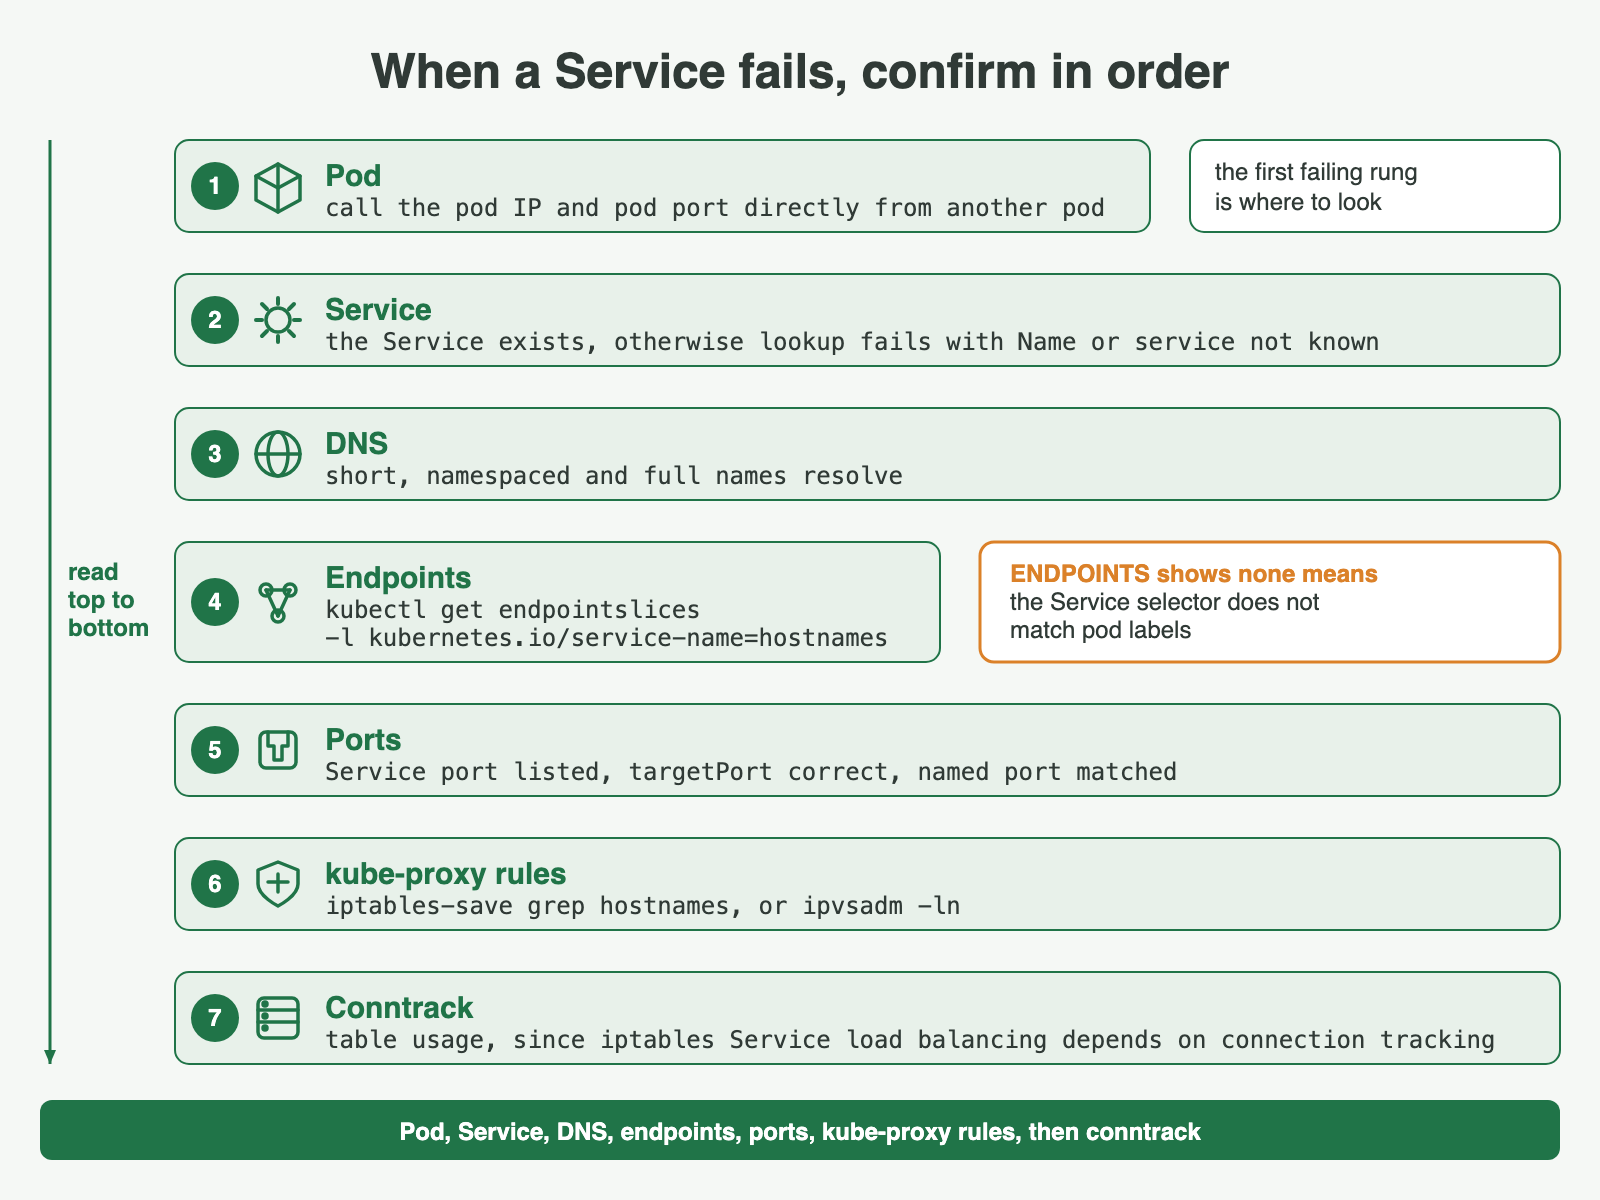 When a Service fails, confirm in order
1
Pod
call the pod IP and pod port directly from another pod
the first failing rung
is where to look
2
Service
the Service exists, otherwise lookup fails with Name or service not known
3
DNS
short, namespaced and full names resolve
read
top to
bottom
4
Endpoints
kubectl get endpointslices
-l kubernetes.io/service-name=hostnames
ENDPOINTS shows none means
the Service selector does not
match pod labels
5
Ports
Service port listed, targetPort correct, named port matched
6
kube-proxy rules
iptables-save grep hostnames, or ipvsadm -ln
7
Conntrack
table usage, since iptables Service load balancing depends on connection tracking
Pod, Service, DNS, endpoints, ports, kube-proxy rules, then conntrack